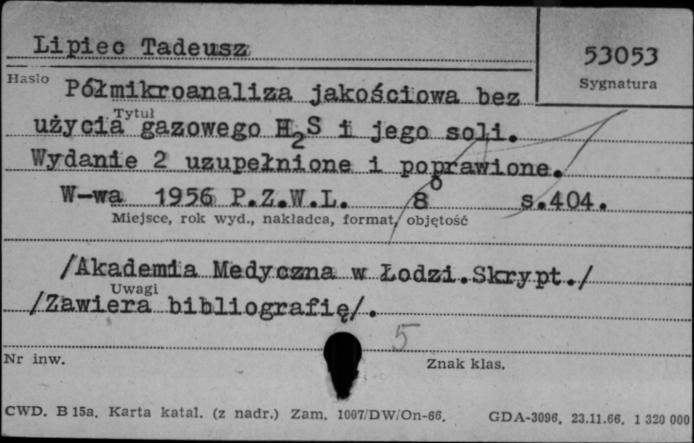 Lipiec Tadeusz
53053
Hasło
Sygnatura
Półmikroanaliza jakościowa bez
Tytuł
użycia gazowego H₂S i jego soli.
Wydanie 2 uzupełnione i poprawione.
W-wa 1956 P.Z.W.L. 8° s.404.
Miejsce, rok wyd., nakładca, format, objętość
/Akademia Medyczna w Łodzi.Skrypt./
Uwagi
/Zawiera bibliografię/.
5
Nr inw.
Znak klas.
CWD. B 15a. Karta katal. (z nadr.) Zam. 1007/DW/On-66. GDA-3096. 23.11.66. 1 320 000